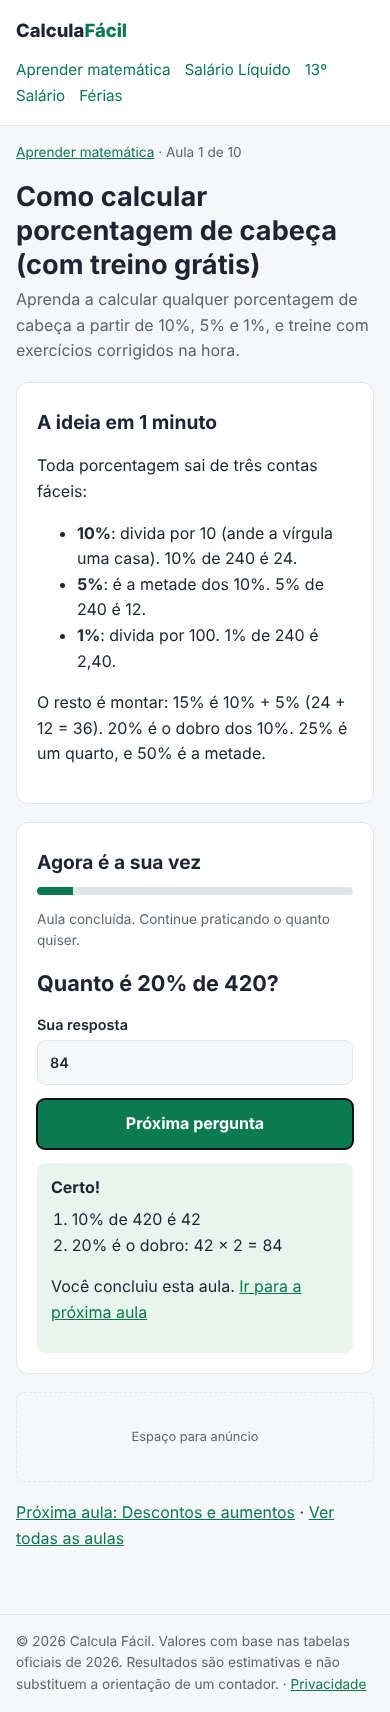 CalculaFácil
Aprender matemática Salário Líquido 13º
Salário Férias
Aprender matemática · Aula 1 de 10
Como calcular
porcentagem de cabeça
(com treino grátis)
Aprenda a calcular qualquer porcentagem de
cabeça a partir de 10%, 5% e 1%, e treine com
exercícios corrigidos na hora.
A ideia em 1 minuto
Toda porcentagem sai de três contas
fáceis:
• 10%: divida por 10 (ande a vírgula
uma casa). 10% de 240 é 24.
• 5%: é a metade dos 10%. 5% de
240 é 12.
• 1%: divida por 100. 1% de 240 é
2,40.
O resto é montar: 15% é 10% + 5% (24 +
12 = 36). 20% é o dobro dos 10%. 25% é
um quarto, e 50% é a metade.
Agora é a sua vez
Aula concluída. Continue praticando o quanto
quiser.
Quanto é 20% de 420?
Sua resposta
84
Próxima pergunta
Certo!
1. 10% de 420 é 42
2. 20% é o dobro: 42 × 2 = 84
Você concluiu esta aula. Ir para a
próxima aula
Espaço para anúncio
Próxima aula: Descontos e aumentos · Ver
todas as aulas
© 2026 Calcula Fácil. Valores com base nas tabelas
oficiais de 2026. Resultados são estimativas e não
substituem a orientação de um contador. · Privacidade